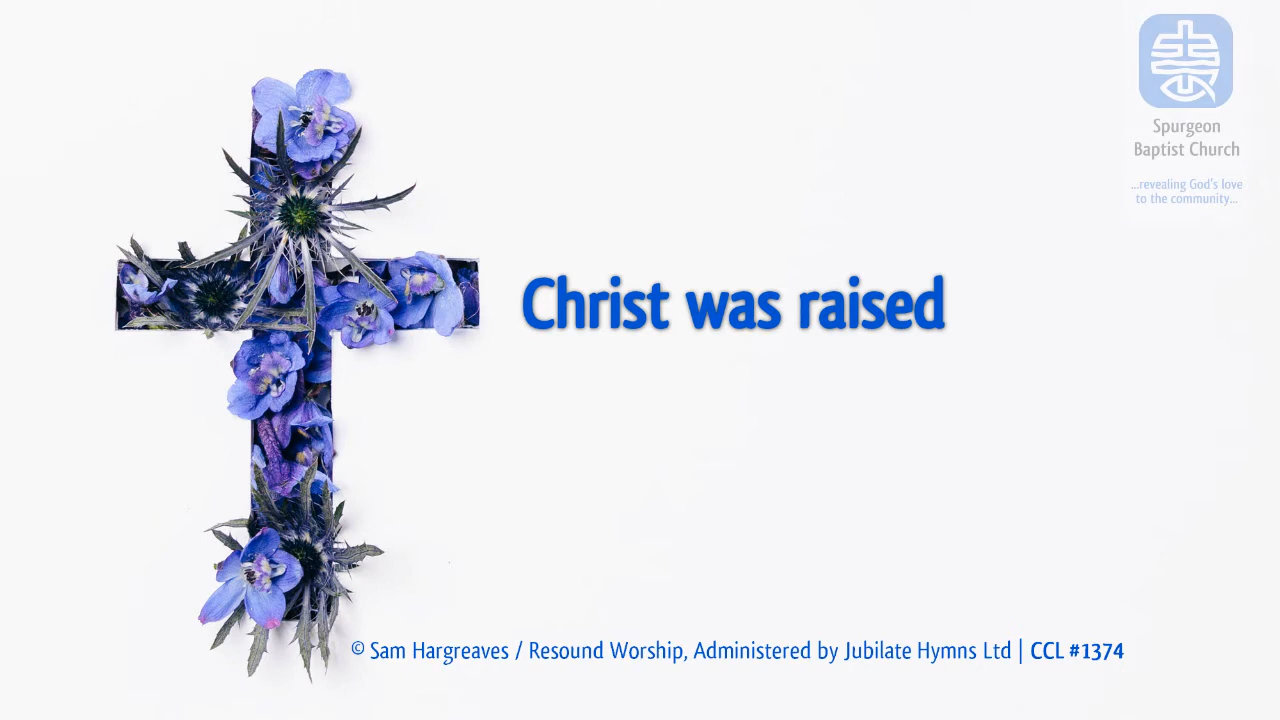 Spurgeon
Baptist Church
...revealing God's love
to the community...
Christ was raised
© Sam Hargreaves / Resound Worship, Administered by Jubilate Hymns Ltd | CCL #1374